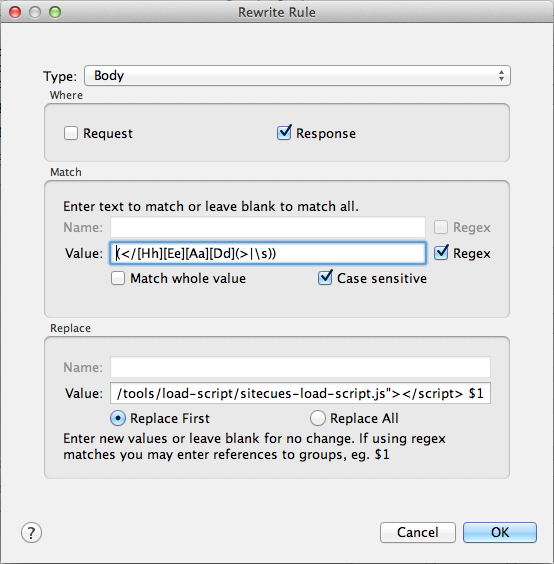 Rewrite Rule
Type: Body
Where
Request Response
Match
Enter text to match or leave blank to match all.
Name: Regex
Value: (</[Hh][Ee][Aa][Dd](>|\s)) Regex
Match whole value Case sensitive
Replace
Name:
Value: /tools/load-script/sitecues-load-script.js"></script> $1
Replace First Replace All
Enter new values or leave blank for no change. If using regex
matches you may enter references to groups, eg. $1
? Cancel OK